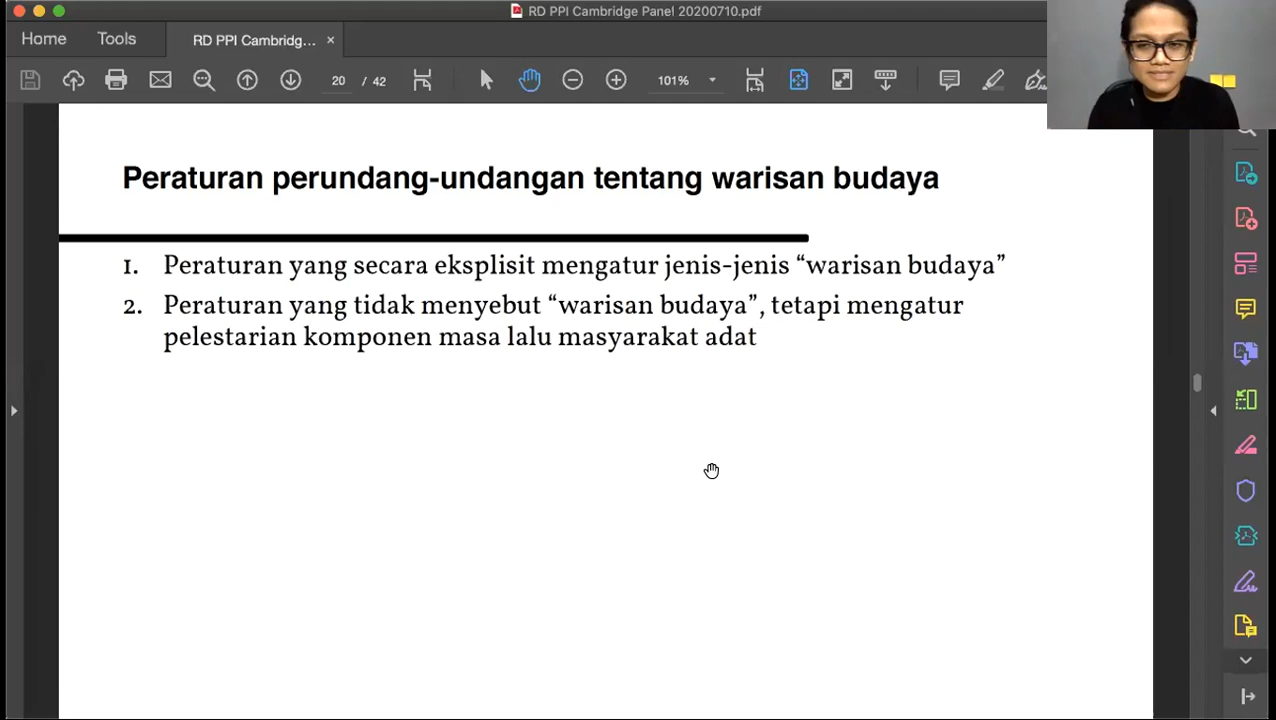 RD PPI Cambridge Panel 20200710.pdf
Home Tools RD PPI Cambridg... ×
20 / 42 101%
Peraturan perundang-undangan tentang warisan budaya
1. Peraturan yang secara eksplisit mengatur jenis-jenis “warisan budaya”
2. Peraturan yang tidak menyebut “warisan budaya”, tetapi mengatur
pelestarian komponen masa lalu masyarakat adat